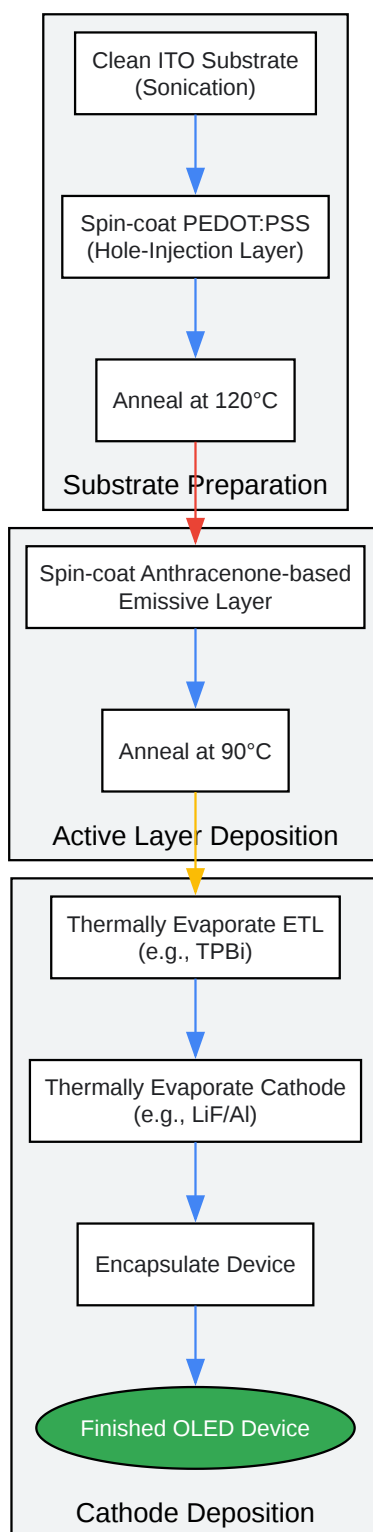 Clean ITO Substrate
(Sonication)
Spin-coat PEDOT:PSS
(Hole-Injection Layer)
Anneal at 120°C
Substrate Preparation
Spin-coat Anthracenone-based
Emissive Layer
Anneal at 90°C
Active Layer Deposition
Thermally Evaporate ETL
(e.g., TPBi)
Thermally Evaporate Cathode
(e.g., LiF/Al)
Encapsulate Device
Finished OLED Device
Cathode Deposition